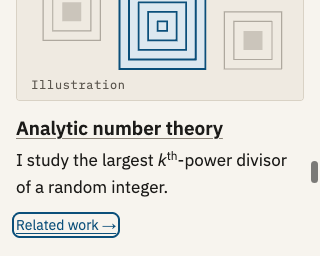 Illustration
Analytic number theory
I study the largest kᵗʰ-power divisor
of a random integer.
Related work →